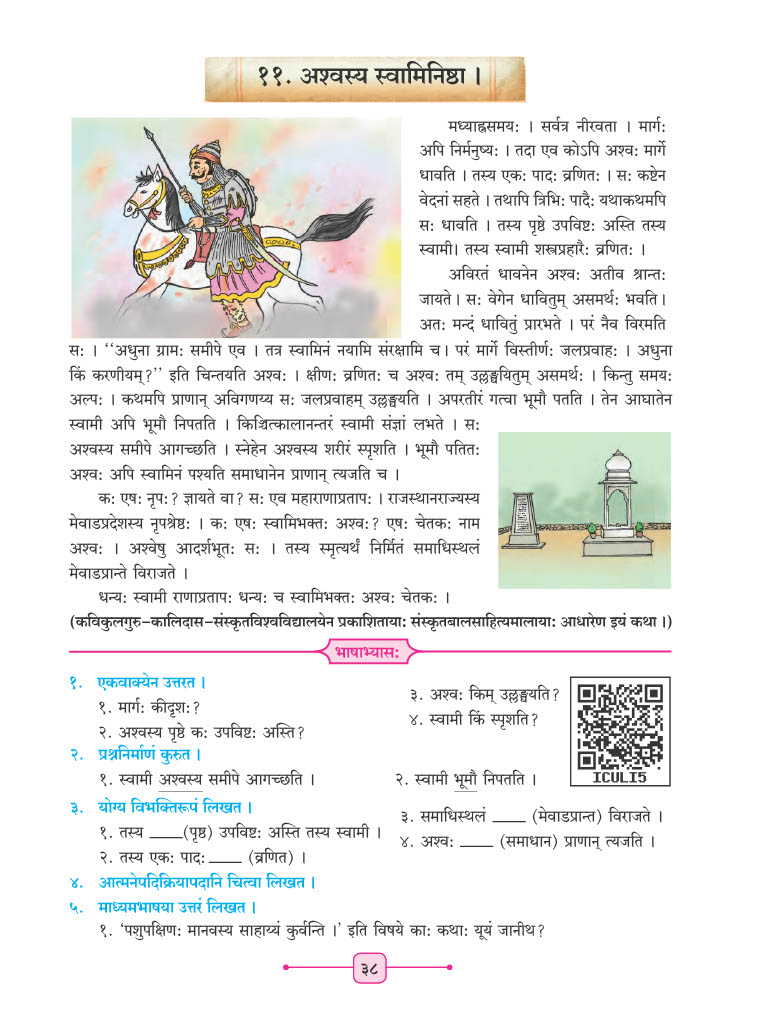 ११. अश्वस्य स्वामिनिष्ठा ।
मध्याह्नसमयः । सर्वत्र नीरवता । मार्गः
अपि निर्मनुष्यः । तदा एव कोऽपि अश्वः मार्गे
धावति । तस्य एकः पादः व्रणितः । सः कष्टेन
वेदनां सहते । तथापि त्रिभिः पादैः यथाकथमपि
सः धावति । तस्य पृष्ठे उपविष्टः अस्ति तस्य
स्वामी। तस्य स्वामी शस्त्रप्रहारैः व्रणितः ।
अविरतं धावनेन अश्वः अतीव श्रान्तः
जायते। सः वेगेन धावितुम् असमर्थः भवति।
अतः मन्दं धावितुं प्रारभते । परं नैव विरमति
सः । ‘‘अधुना ग्रामः समीपे एव । तत्र स्वामिनं नयामि संरक्षामि च। परं मार्गे विस्तीर्णः जलप्रवाहः । अधुना
किं करणीयम्?’’ इति चिन्तयति अश्वः । क्षीणः व्रणितः च अश्वः तम् उल्लङ्घयितुम् असमर्थः । किन्तु समयः
अल्पः । कथमपि प्राणान् अविगणय्य सः जलप्रवाहम् उल्लङ्घयति । अपरतीरं गत्वा भूमौ पतति । तेन आघातेन
स्वामी अपि भूमौ निपतति । किञ्चित्कालानन्तरं स्वामी संज्ञां लभते । सः
अश्वस्य समीपे आगच्छति । स्नेहेन अश्वस्य शरीरं स्पृशति । भूमौ पतितः
अश्वः अपि स्वामिनं पश्यति समाधानेन प्राणान् त्यजति च ।
कः एषः नृपः? ज्ञायते वा? सः एव महाराणाप्रतापः । राजस्थानराज्यस्य
मेवाडप्रदेशस्य नृपश्रेष्ठः । कः एषः स्वामिभक्तः अश्वः? एषः चेतकः नाम
अश्वः । अश्वेषु आदर्शभूतः सः । तस्य स्मृत्यर्थं निर्मितं समाधिस्थलं
मेवाडप्रान्ते विराजते ।
धन्यः स्वामी राणाप्रतापः धन्यः च स्वामिभक्तः अश्वः चेतकः ।
(कविकुलगुरु-कालिदास-संस्कृतविश्वविद्यालयेन प्रकाशितायाः संस्कृतबालसाहित्यमालायाः आधारेण इयं कथा ।)
भाषाभ्यासः
१. एकवाक्येन उत्तरत ।
१. मार्गः कीदृशः?
२. अश्वस्य पृष्ठे कः उपविष्टः अस्ति?
३. अश्वः किम् उल्लङ्घयति?
४. स्वामी किं स्पृशति?
ICULI5
२. प्रश्ननिर्माणं कुरुत ।
१. स्वामी अश्वस्य समीपे आगच्छति ।
२. स्वामी भूमौ निपतति ।
३. योग्य विभक्तिरूपं लिखत ।
१. तस्य ____(पृष्ठ) उपविष्टः अस्ति तस्य स्वामी ।
२. तस्य एकः पादः ____ (व्रणित) ।
३. समाधिस्थलं ____ (मेवाडप्रान्त) विराजते ।
४. अश्वः ____ (समाधान) प्राणान् त्यजति ।
४. आत्मनेपदिक्रियापदानि चित्वा लिखत ।
५. माध्यमभाषया उत्तरं लिखत ।
१. ‘पशुपक्षिणः मानवस्य साहाय्यं कुर्वन्ति ।’ इति विषये काः कथाः यूयं जानीथ?
३८